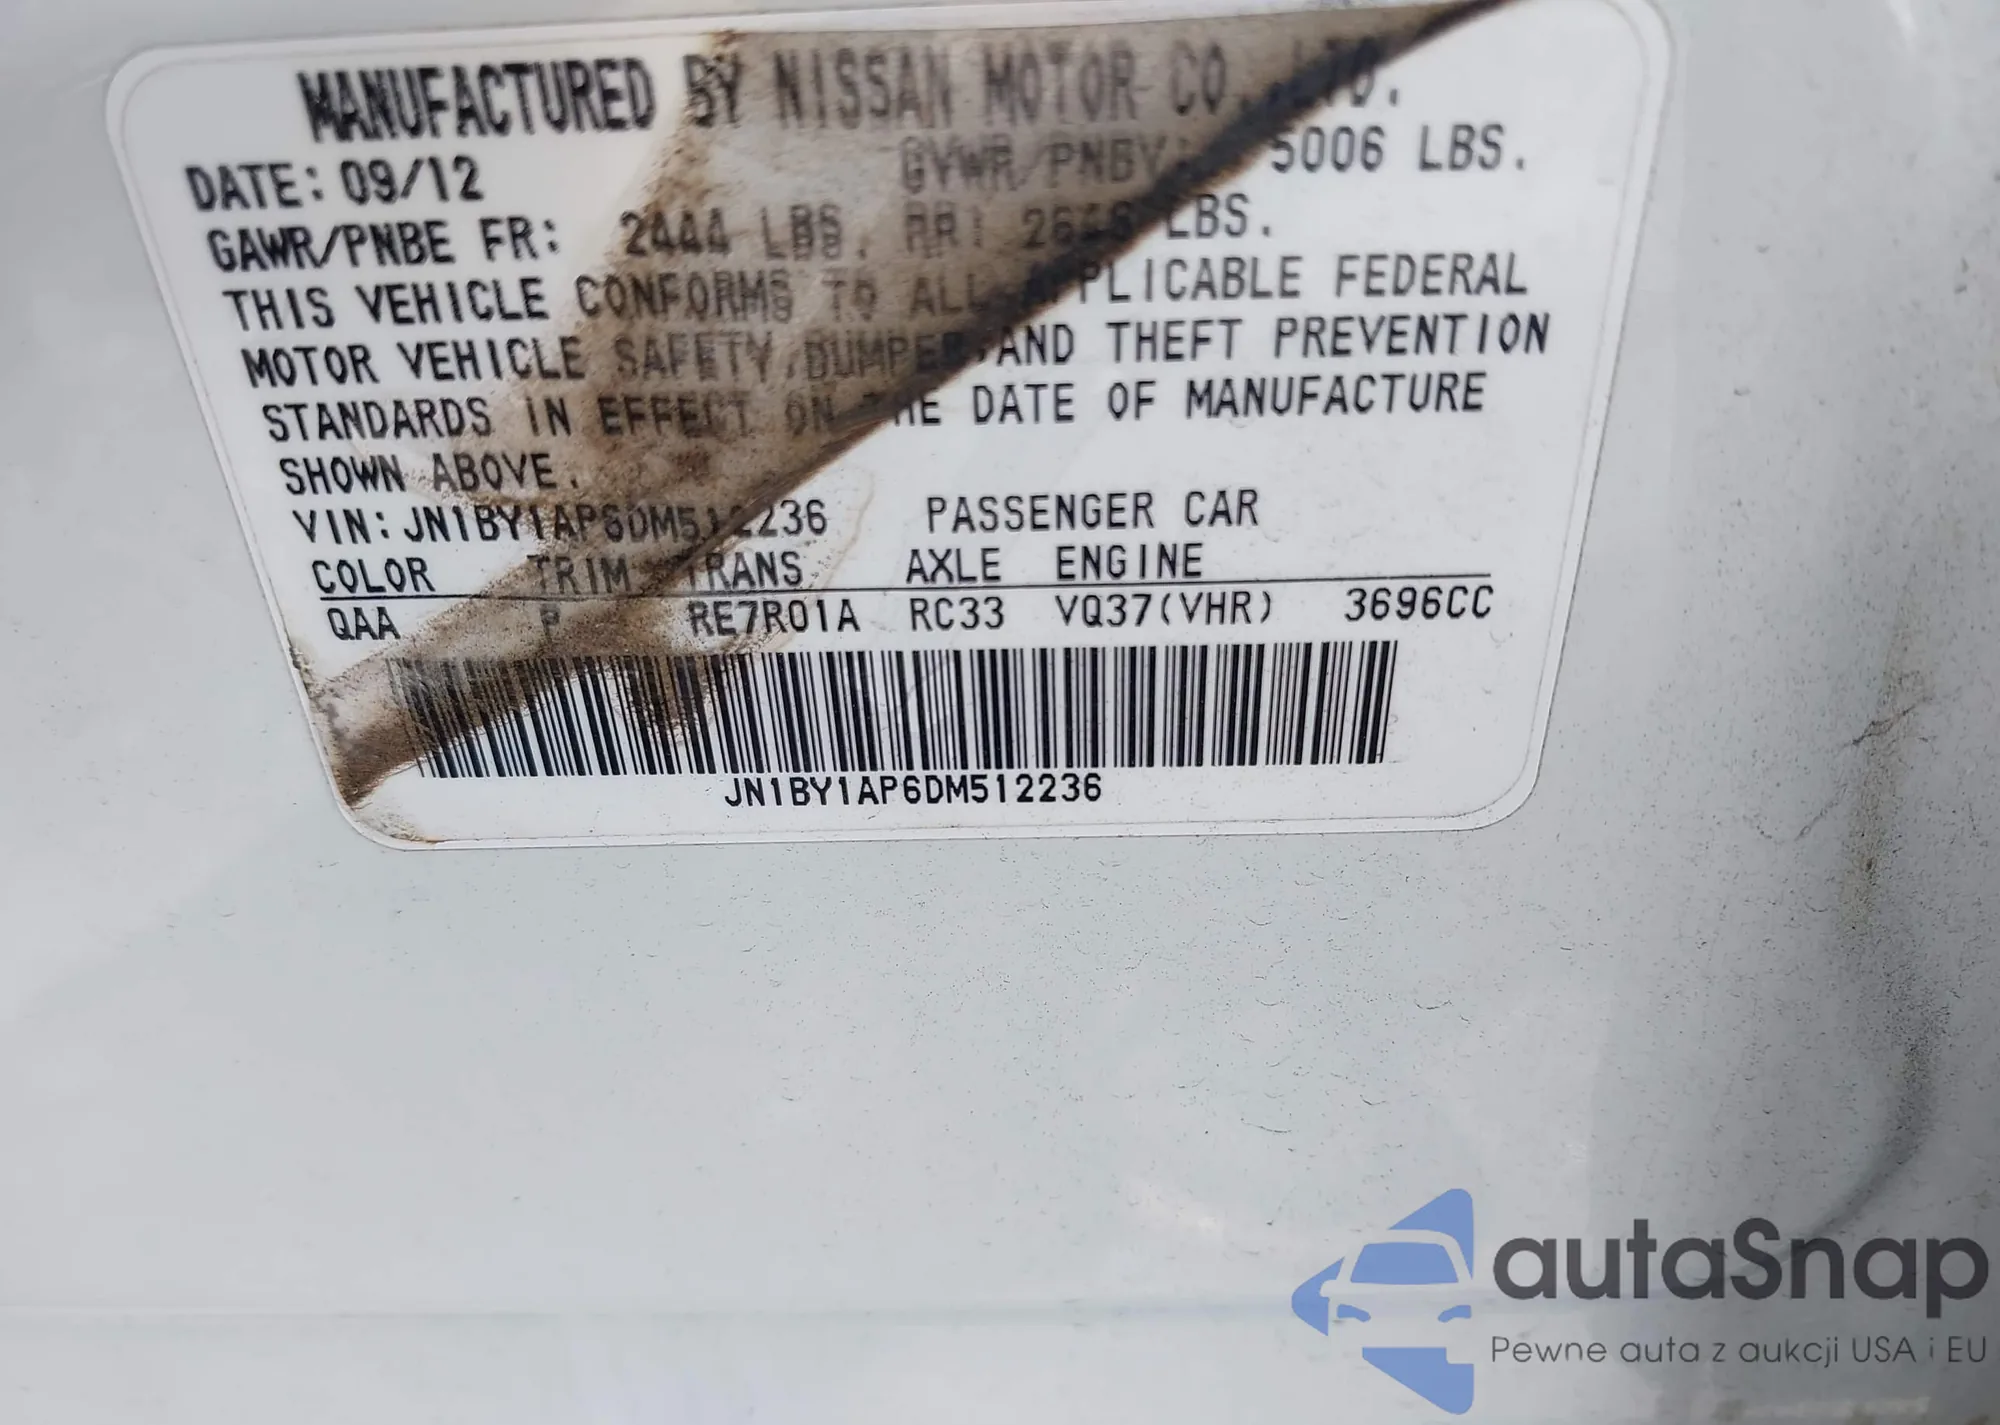 MANUFACTURED BY NISSAN MOTOR CO., LTD.
DATE: 09/12 GVWR/PNBV: 5006 LBS.
GAWR/PNBE FR: 2444 LBS. RR: LBS.
THIS VEHICLE CONFORMS TO ALL APPLICABLE FEDERAL
MOTOR VEHICLE SAFETY, BUMPER, AND THEFT PREVENTION
STANDARDS IN EFFECT ON THE DATE OF MANUFACTURE
SHOWN ABOVE.
VIN: JN1BY1AP6DM512236 PASSENGER CAR
COLOR TRIM TRANS AXLE ENGINE
QAA P RE7R01A RC33 VQ37(VHR) 3696CC
JN1BY1AP6DM512236
autaSnap
Pewne auta z aukcji USA i EU